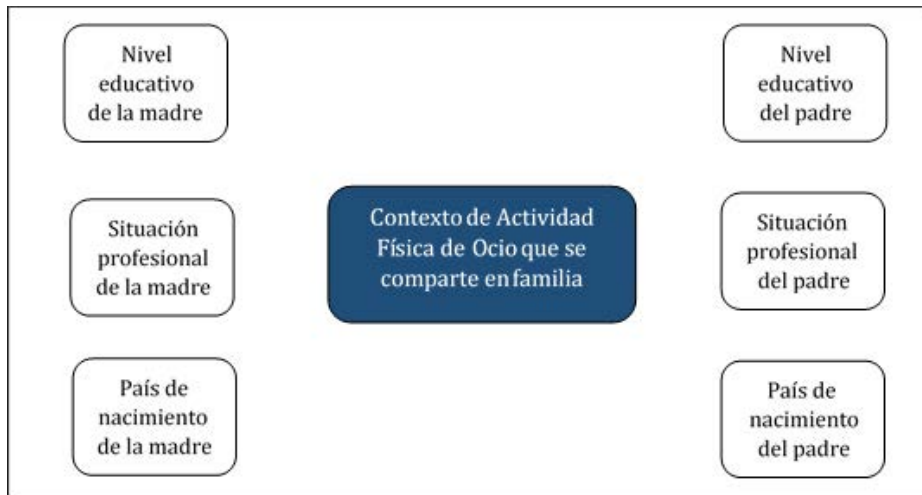 Nivel
educativo
de la madre
Situación
profesional
de la madre
País de
nacimiento
de la madre
Contexto de Actividad
Física de Ocio que se
comparte en familia
Nivel
educativo
del padre
Situación
profesional
del padre
País de
nacimiento
del padre